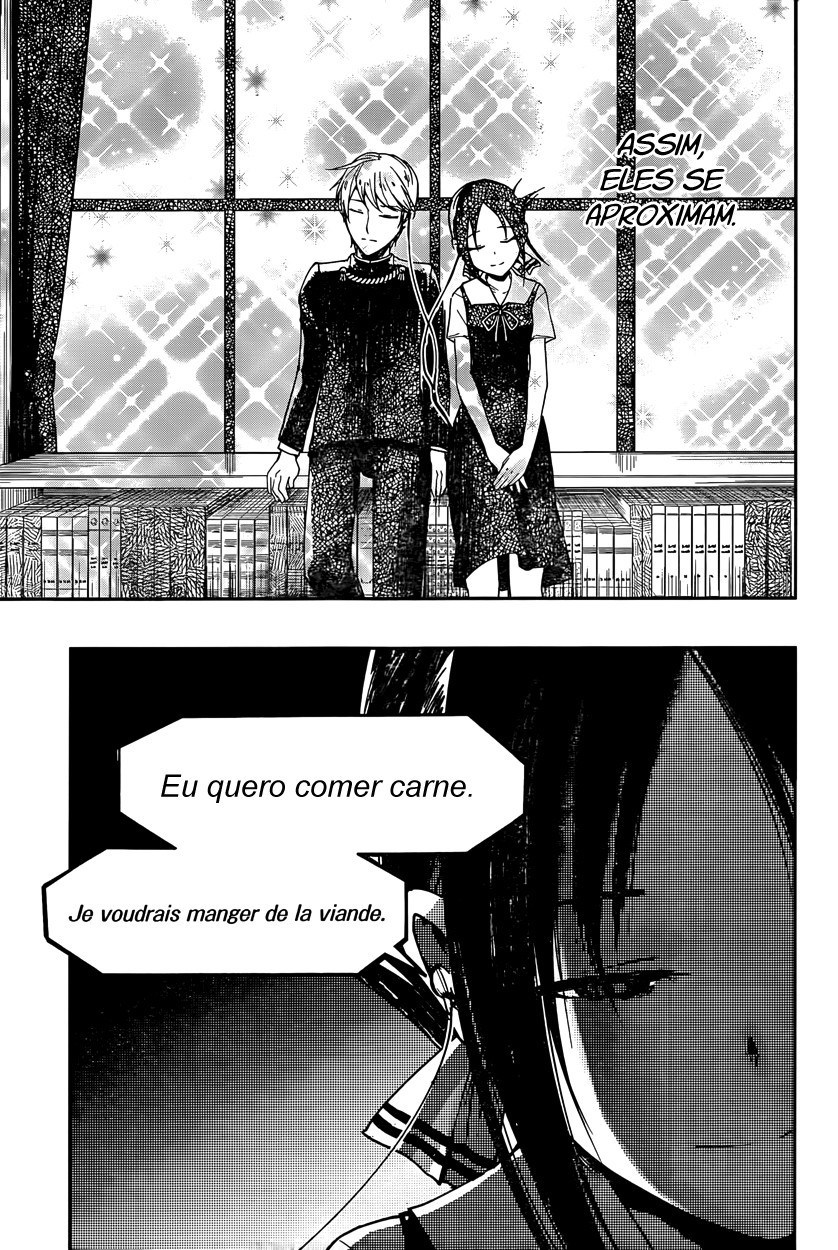 ASSIM,
ELES SE
APROXIMAM.
Eu quero comer carne.
Je voudrais manger de la viande.